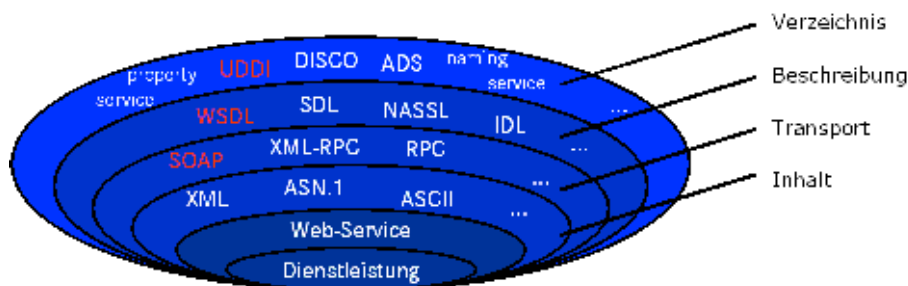 Verzeichnis
property service UDDI DISCO ADS naming service ...
Beschreibung
WSDL SDL NASSL IDL ...
Transport
SOAP XML-RPC RPC ...
Inhalt
XML ASN.1 ASCII ...
Web-Service
Dienstleistung